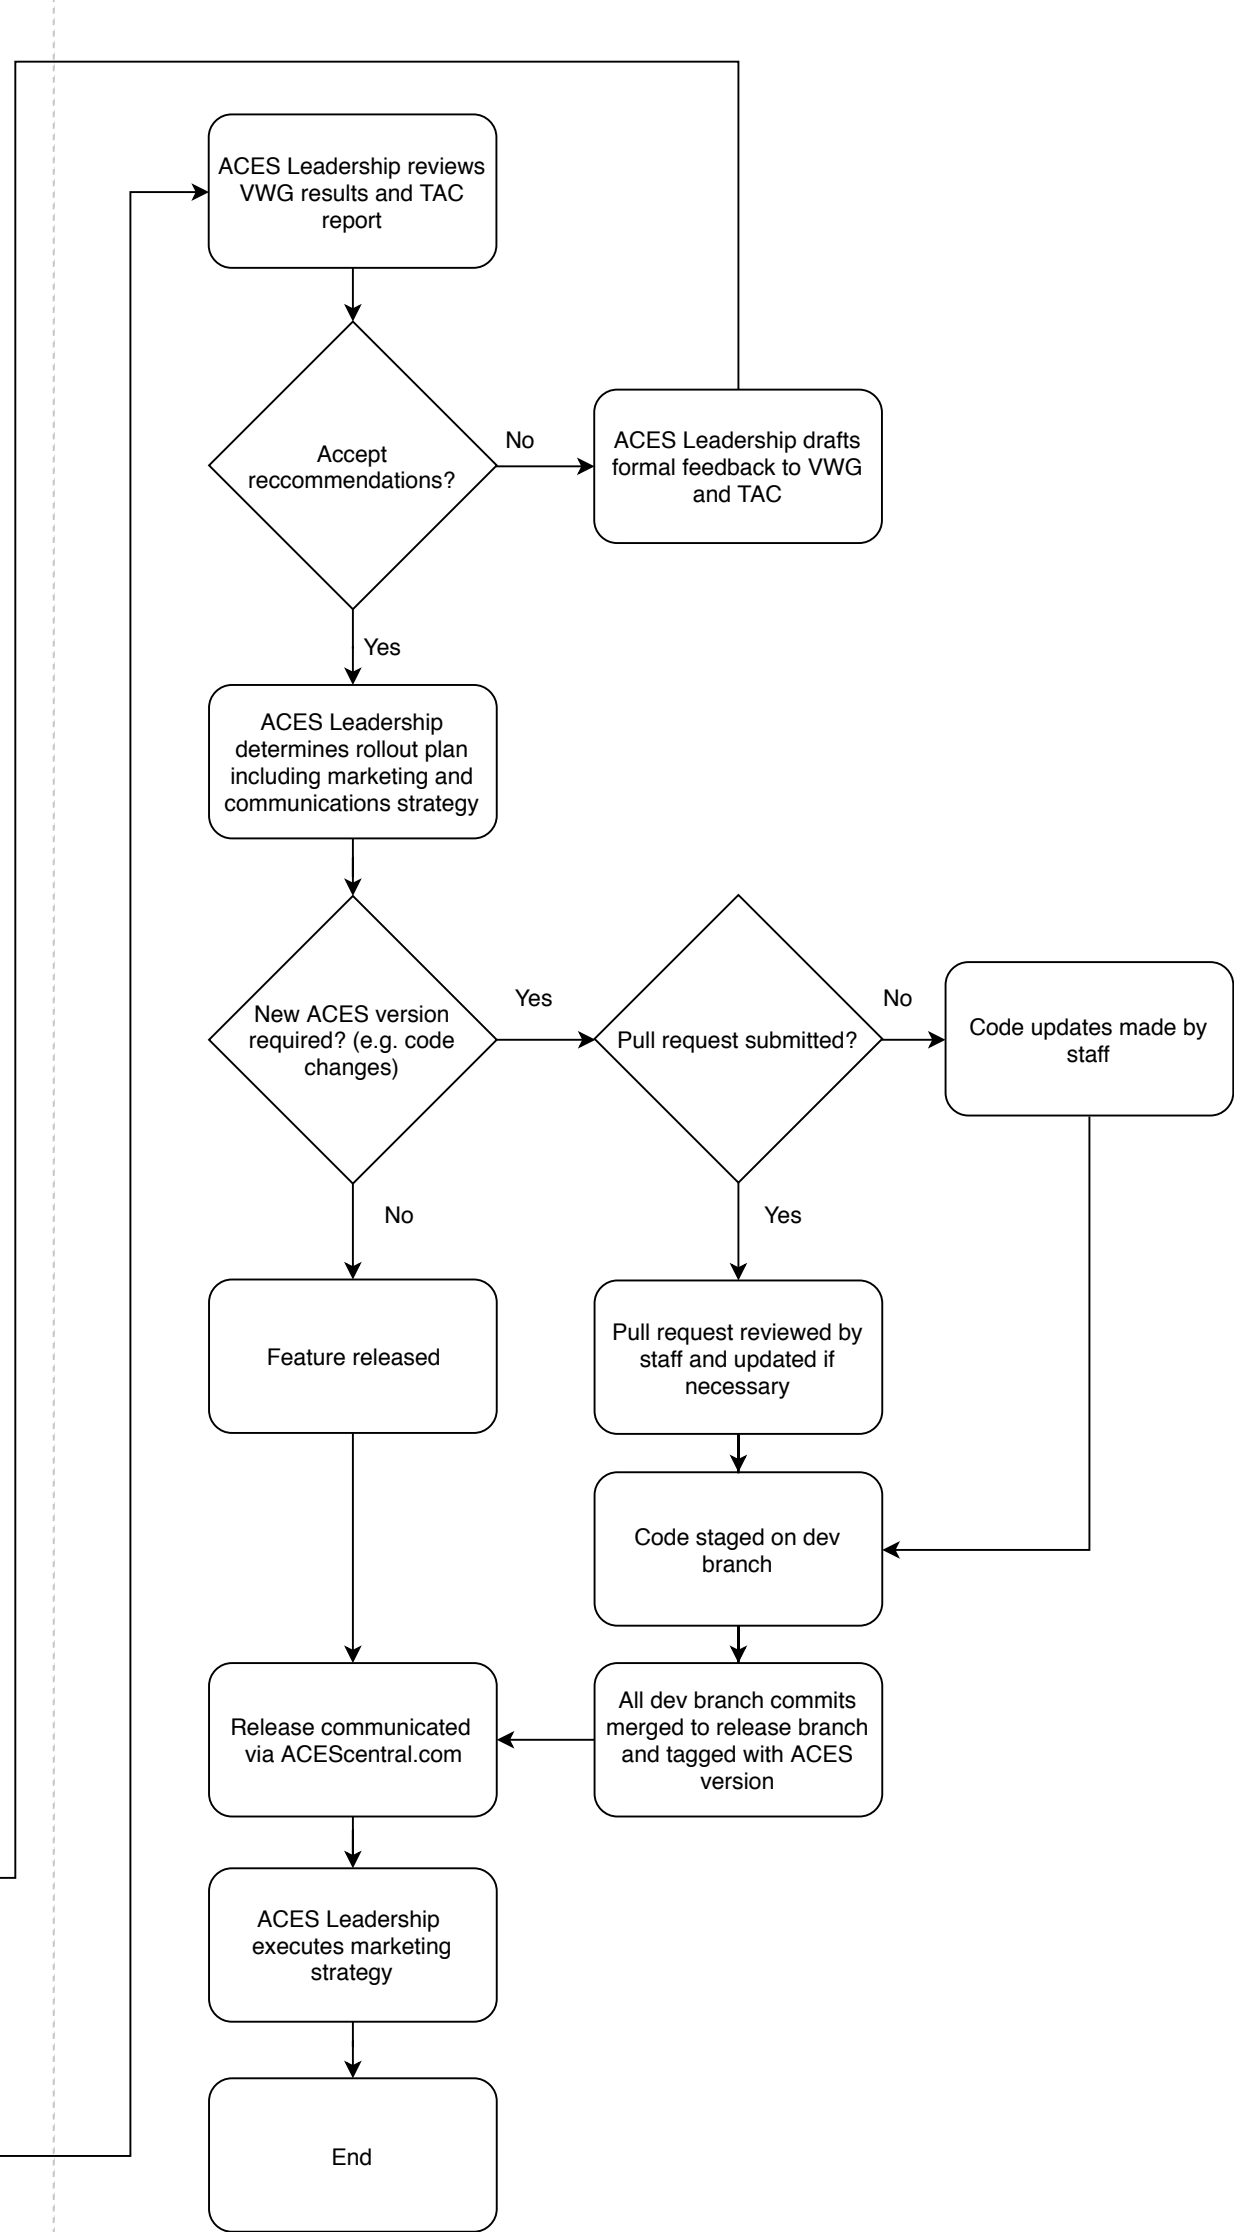 ACES Leadership reviews
VWG results and TAC
report
Accept
reccommendations?
No
ACES Leadership drafts
formal feedback to VWG
and TAC
Yes
ACES Leadership
determines rollout plan
including marketing and
communications strategy
New ACES version
required? (e.g. code
changes)
Yes
Pull request submitted?
No
Code updates made by
staff
No
Yes
Feature released
Pull request reviewed by
staff and updated if
necessary
Code staged on dev
branch
Release communicated
via ACEScentral.com
All dev branch commits
merged to release branch
and tagged with ACES
version
ACES Leadership
executes marketing
strategy
End